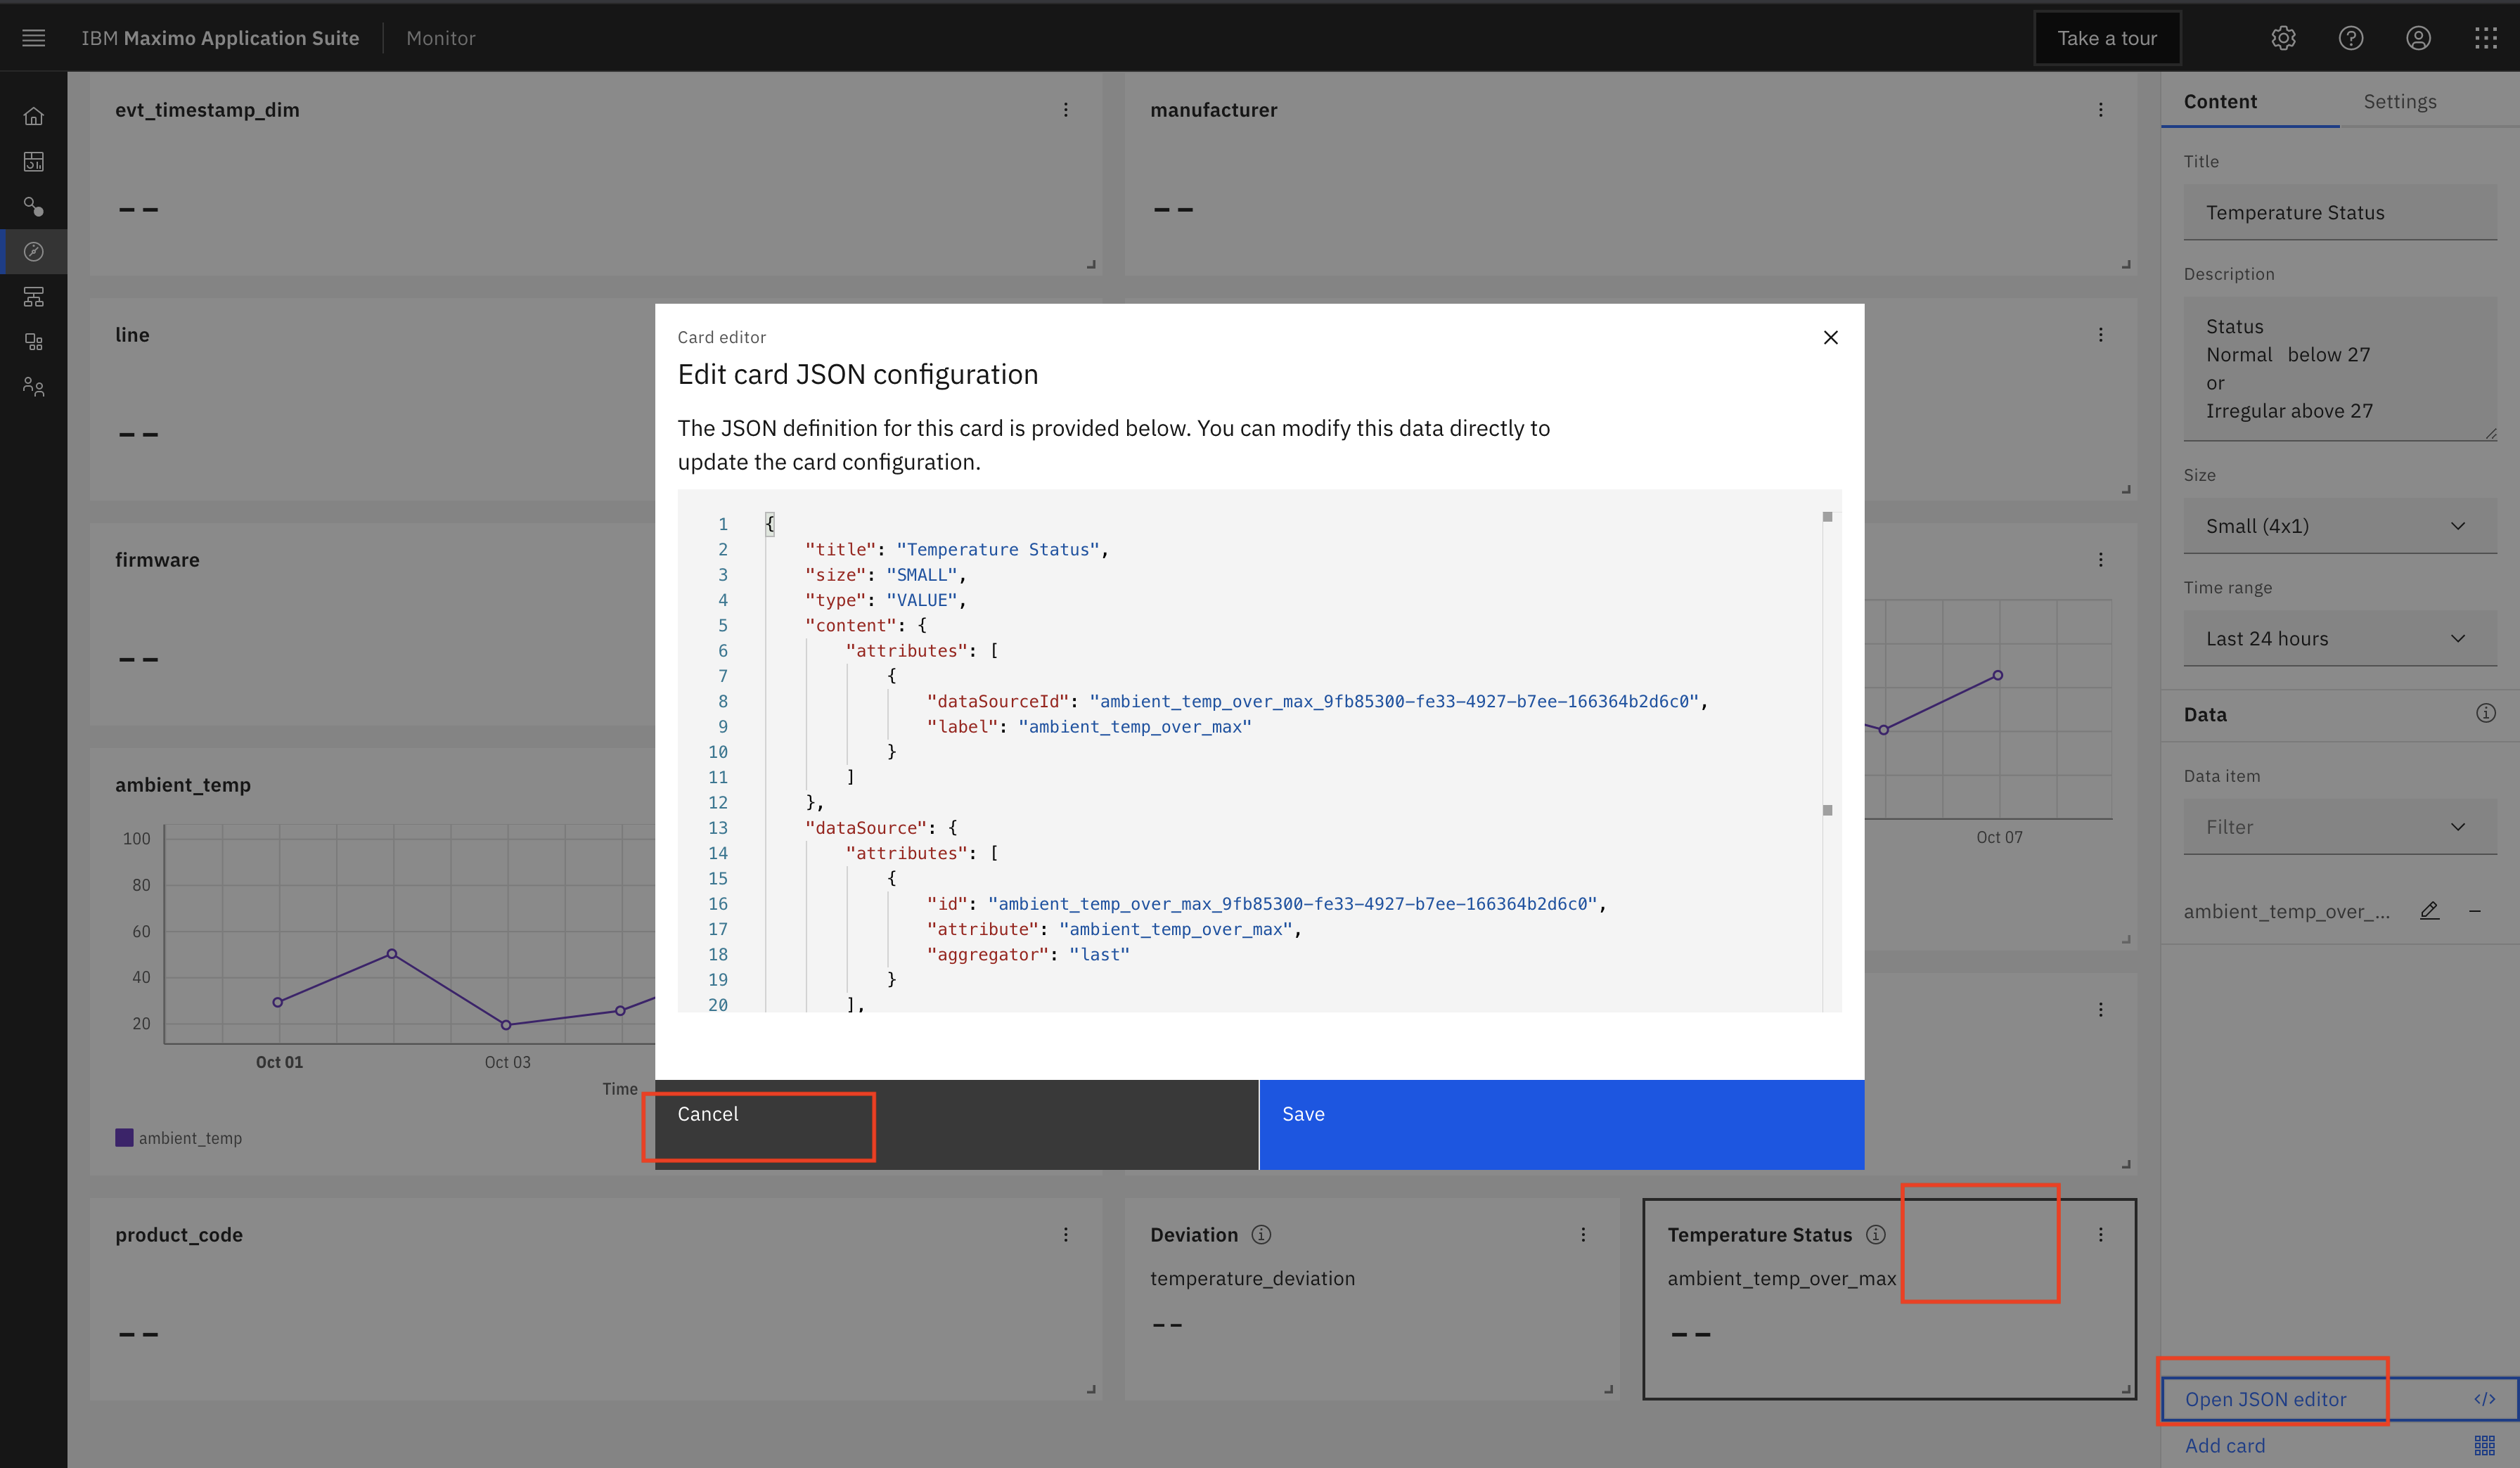 IBM Maximo Application Suite
Monitor
Take a tour
evt_timestamp_dim
--
manufacturer
--
line
--
firmware
--
ambient_temp
100
80
60
40
20
Oct 01
Oct 03
Time
ambient_temp
Oct 07
product_code
--
Deviation
temperature_deviation
--
Temperature Status
ambient_temp_over_max
--
Card editor
Edit card JSON configuration
The JSON definition for this card is provided below. You can modify this data directly to
update the card configuration.
1 {
2 "title": "Temperature Status",
3 "size": "SMALL",
4 "type": "VALUE",
5 "content": {
6 "attributes": [
7 {
8 "dataSourceId": "ambient_temp_over_max_9fb85300-fe33-4927-b7ee-166364b2d6c0",
9 "label": "ambient_temp_over_max"
10 }
11 ]
12 },
13 "dataSource": {
14 "attributes": [
15 {
16 "id": "ambient_temp_over_max_9fb85300-fe33-4927-b7ee-166364b2d6c0",
17 "attribute": "ambient_temp_over_max",
18 "aggregator": "last"
19 }
20 ],
Cancel
Save
Content
Settings
Title
Temperature Status
Description
Status
Normal below 27
or
Irregular above 27
Size
Small (4x1)
Time range
Last 24 hours
Data
Data item
Filter
ambient_temp_over_...
Open JSON editor </>
Add card